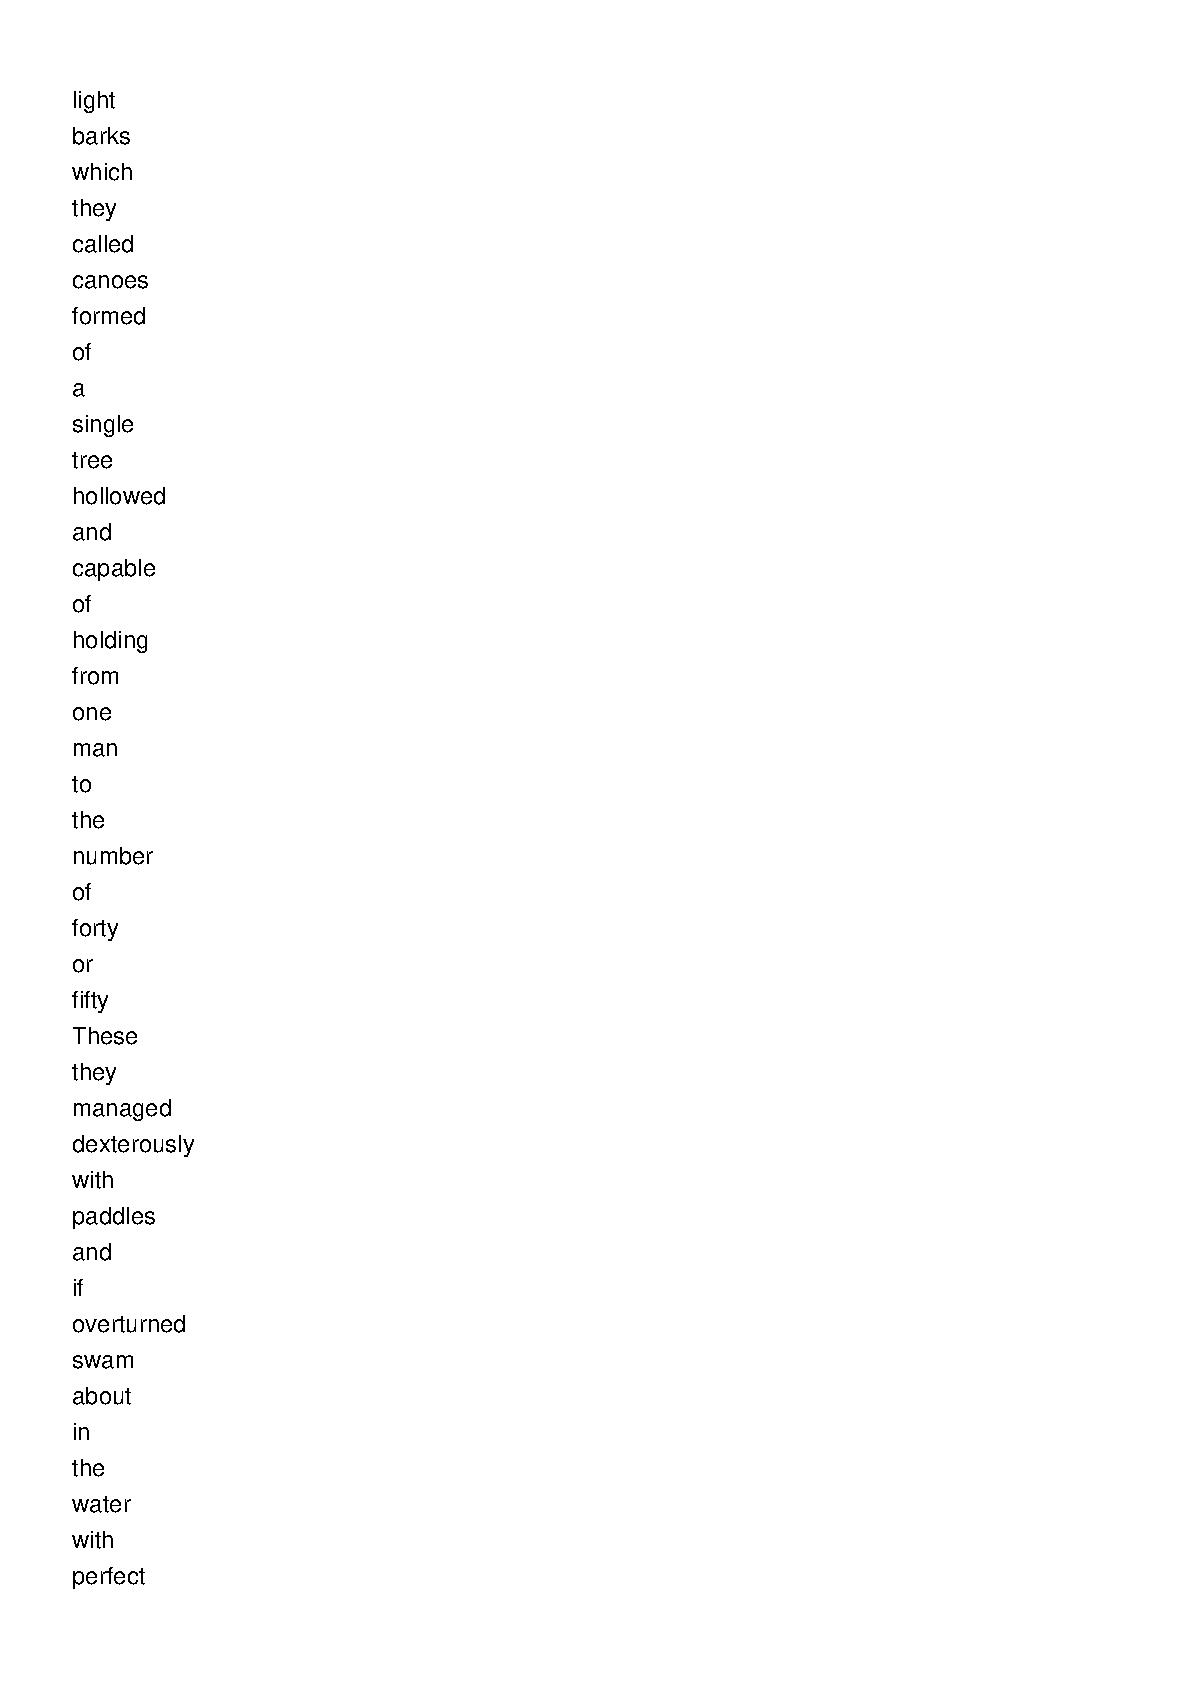 light
barks
which
they
called
canoes
formed
of
a
single
tree
hollowed
and
capable
of
holding
from
one
man
to
the
number
of
forty
or
fifty
These
they
managed
dexterously
with
paddles
and
if
overturned
swam
about
in
the
water
with
perfect